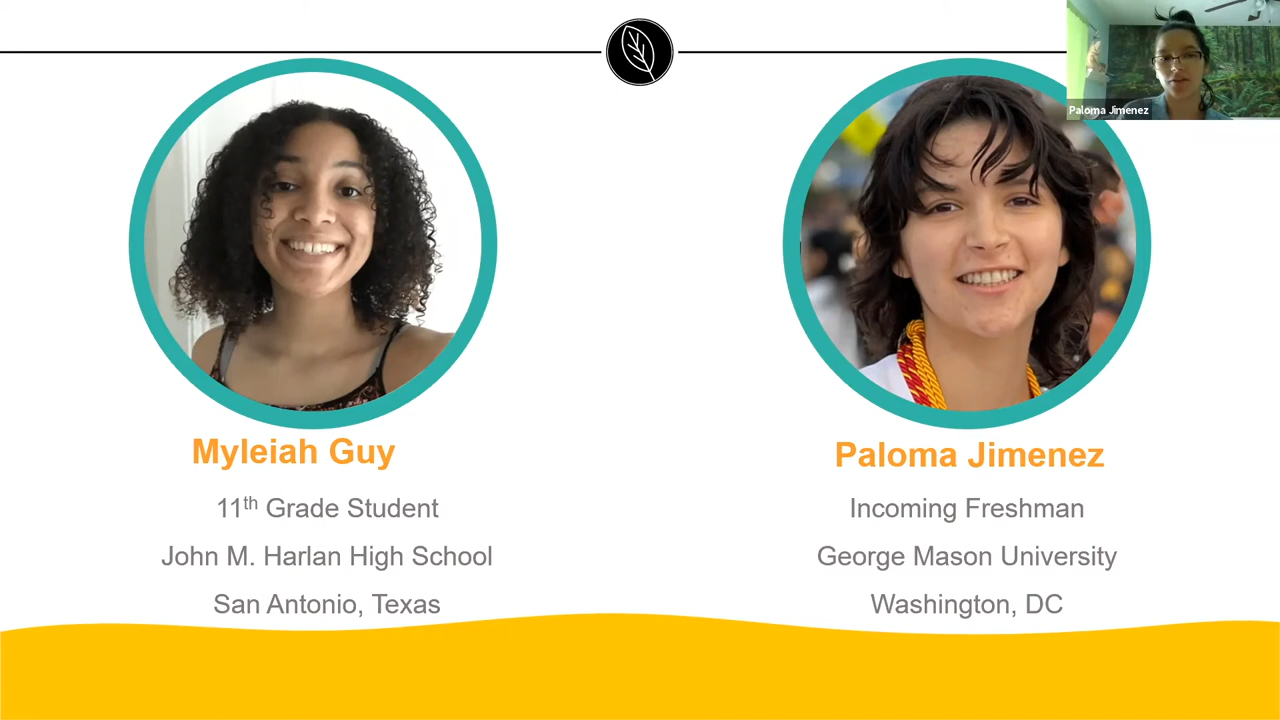 Paloma Jimenez
Myleiah Guy
11th Grade Student
John M. Harlan High School
San Antonio, Texas
Paloma Jimenez
Incoming Freshman
George Mason University
Washington, DC